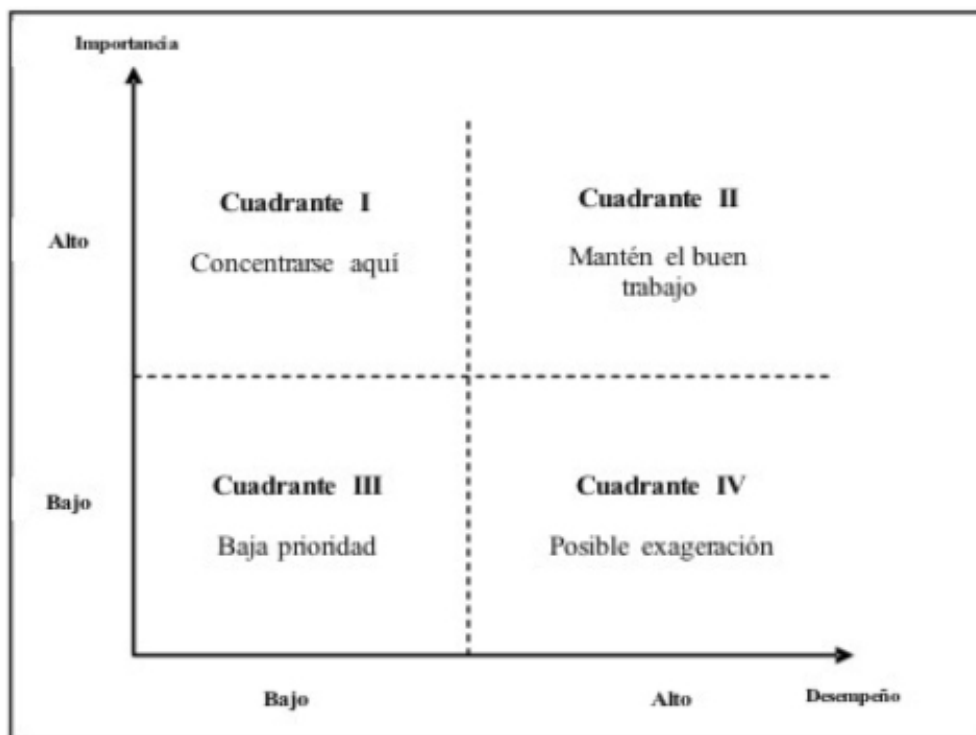 Importancia
Cuadrante I
Cuadrante II
Alto
Concentrarse aquí
Mantén el buen
trabajo
Cuadrante III
Cuadrante IV
Bajo
Baja prioridad
Posible exageración
Bajo
Alto
Desempeño